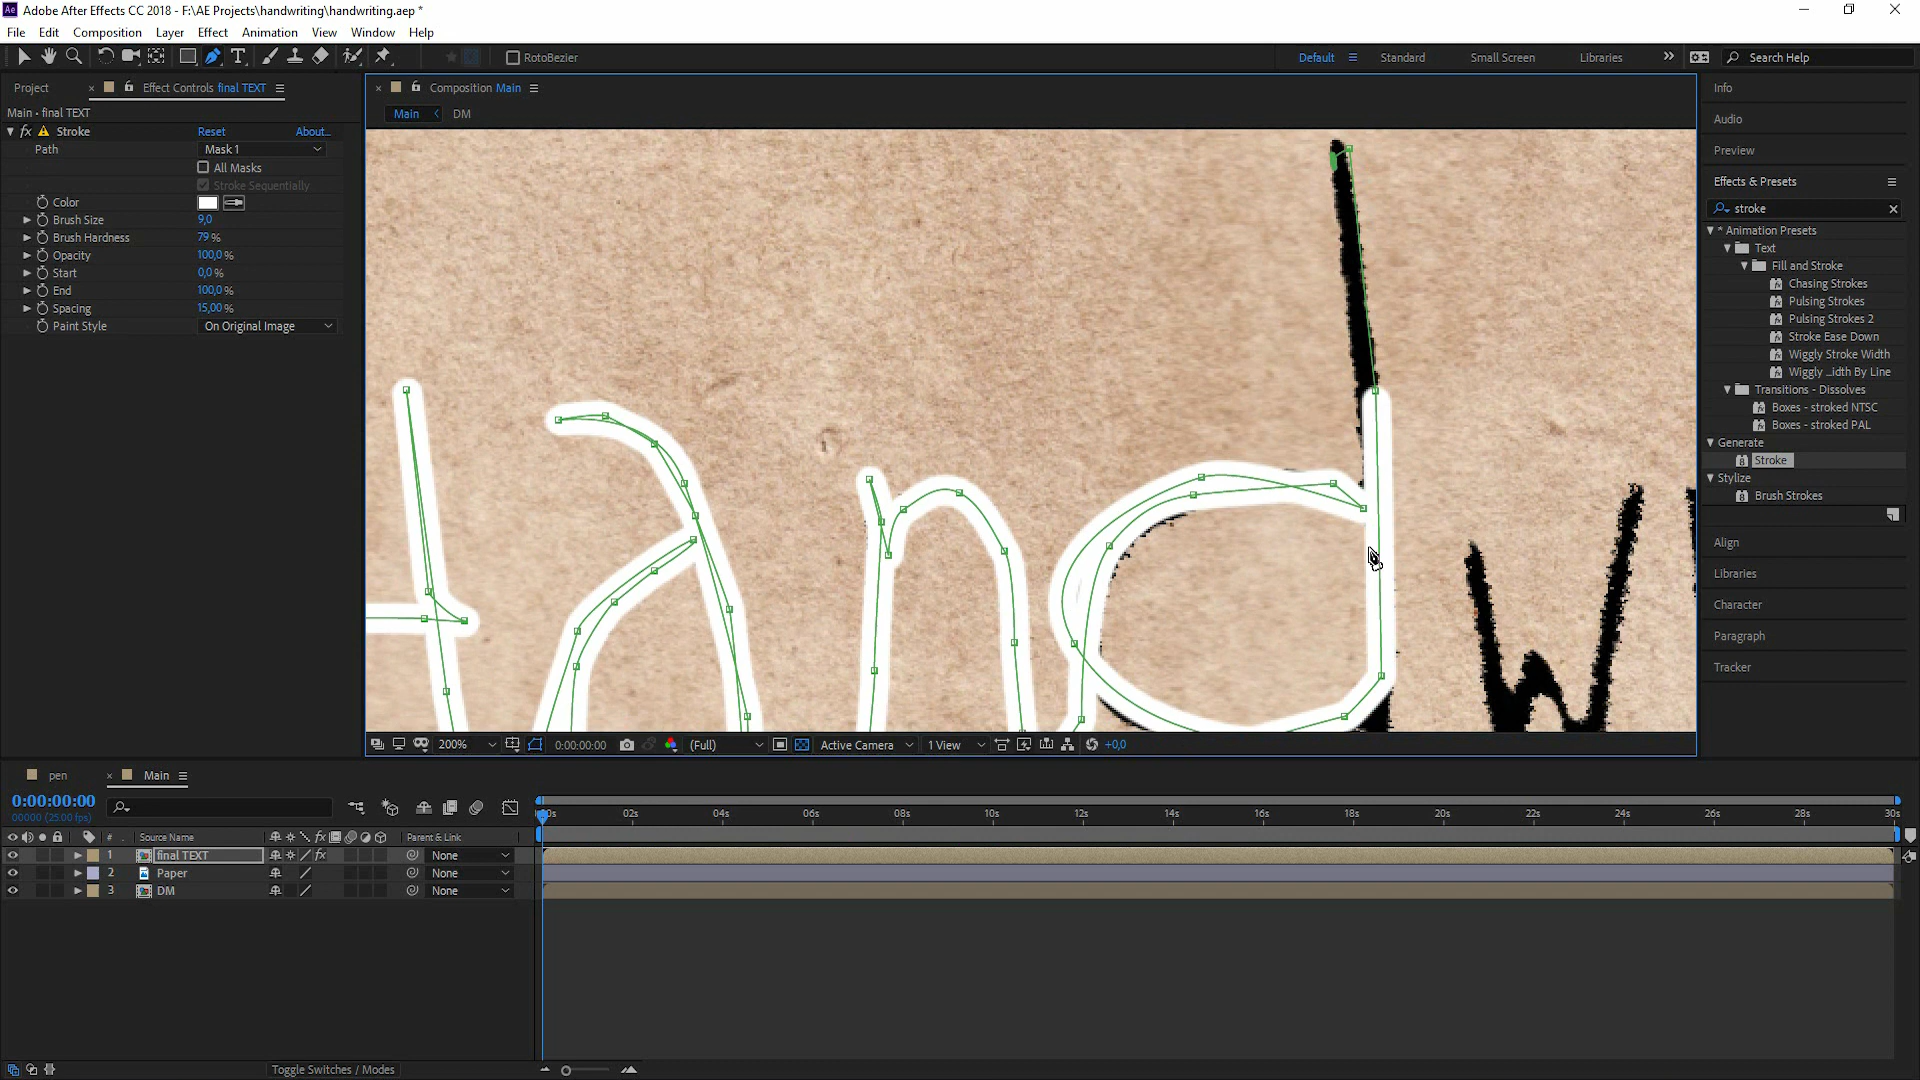 Adobe After Effects CC 2018 - F:\AE Projects\handwriting\handwriting.aep *
File Edit Composition Layer Effect Animation View Window Help
RotoBezier Default Standard Small Screen Libraries Search Help
Project Effect Controls final TEXT
Main • final TEXT
fx Stroke Reset About...
Path Mask 1
All Masks
Stroke Sequentially
Color
Brush Size 9,0
Brush Hardness 79 %
Opacity 100,0 %
Start 0,0 %
End 100,0 %
Spacing 15,00 %
Paint Style On Original Image
Composition Main
Main DM
and w
200% 0:00:00:00 (Full) Active Camera 1 View +0,0
Info
Audio
Preview
Effects & Presets
stroke
* Animation Presets
Text
Fill and Stroke
Chasing Strokes
Pulsing Strokes
Pulsing Strokes 2
Stroke Ease Down
Wiggly Stroke Width
Wiggly ...idth By Line
Transitions - Dissolves
Boxes - stroked NTSC
Boxes - stroked PAL
Generate
Stroke
Stylize
Brush Strokes
Align
Libraries
Character
Paragraph
Tracker
pen Main
0:00:00:00
00000 (25.00 fps)
02s 04s 06s 08s 10s 12s 14s 16s 18s 20s 22s 24s 26s 28s 30s
# Source Name fx Parent & Link
1 final TEXT fx None
2 Paper None
3 DM None
Toggle Switches / Modes